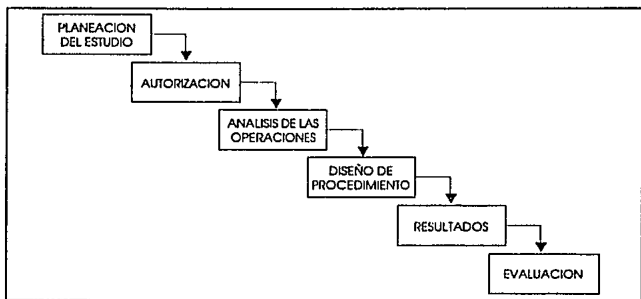 PLANEACION
DEL ESTUDIO
AUTORIZACION
ANALISIS DE LAS
OPERACIONES
DISEÑO DE
PROCEDIMIENTO
RESULTADOS
EVALUACION